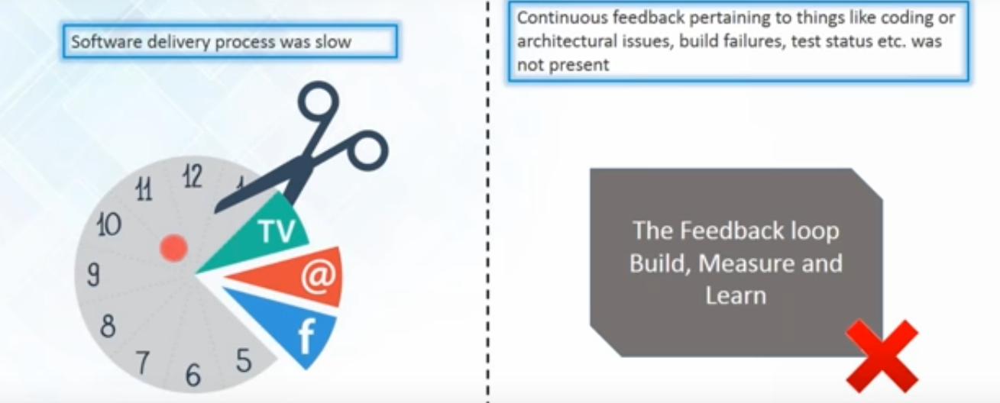 Software delivery process was slow
12
11
10
9
8
7
6
5
TV
@
f
Continuous feedback pertaining to things like coding or
architectural issues, build failures, test status etc. was
not present
The Feedback loop
Build, Measure and
Learn